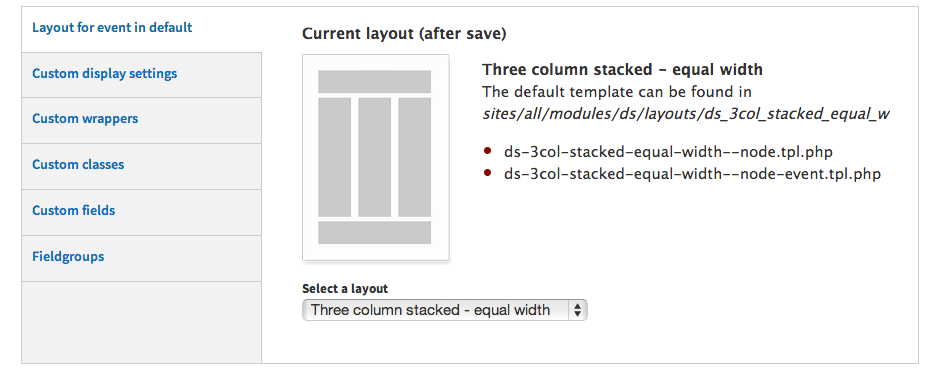 Layout for event in default
Custom display settings
Custom wrappers
Custom classes
Custom fields
Fieldgroups
Current layout (after save)
Three column stacked – equal width
The default template can be found in
sites/all/modules/ds/layouts/ds_3col_stacked_equal_w
ds-3col-stacked-equal-width--node.tpl.php
ds-3col-stacked-equal-width--node-event.tpl.php
Select a layout
Three column stacked - equal width